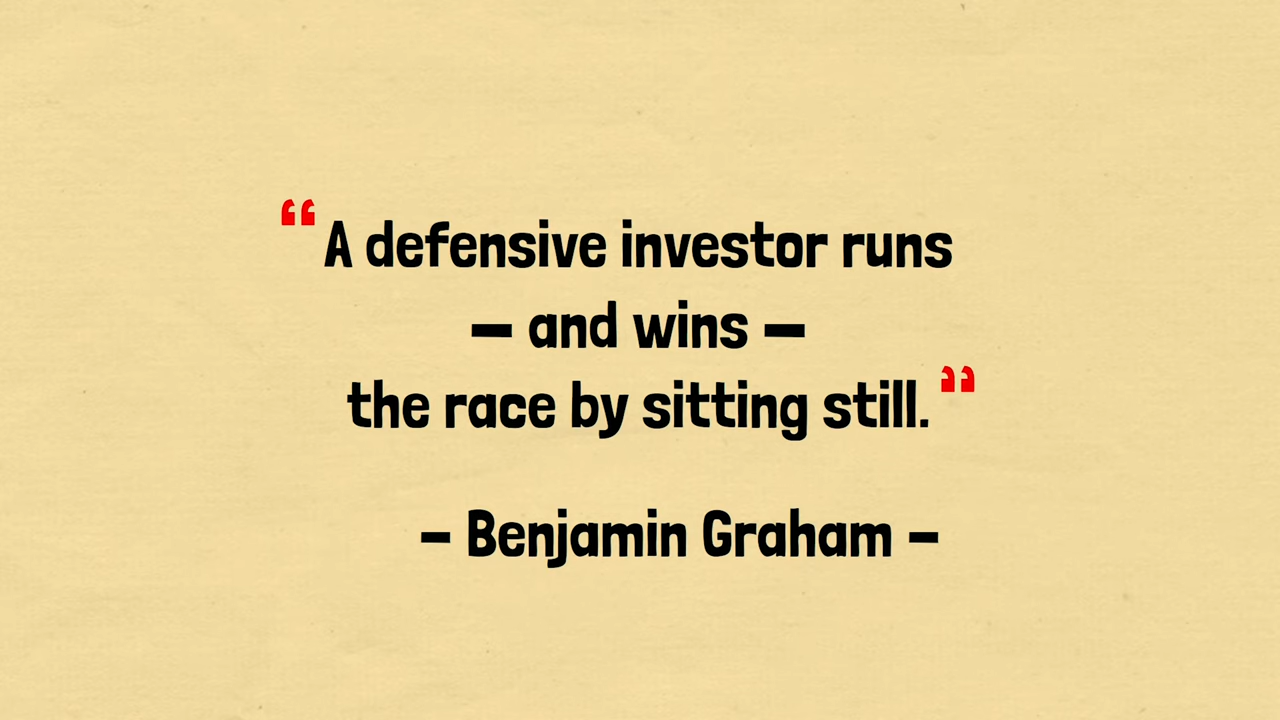 “A defensive investor runs
— and wins —
the race by sitting still.”
– Benjamin Graham –